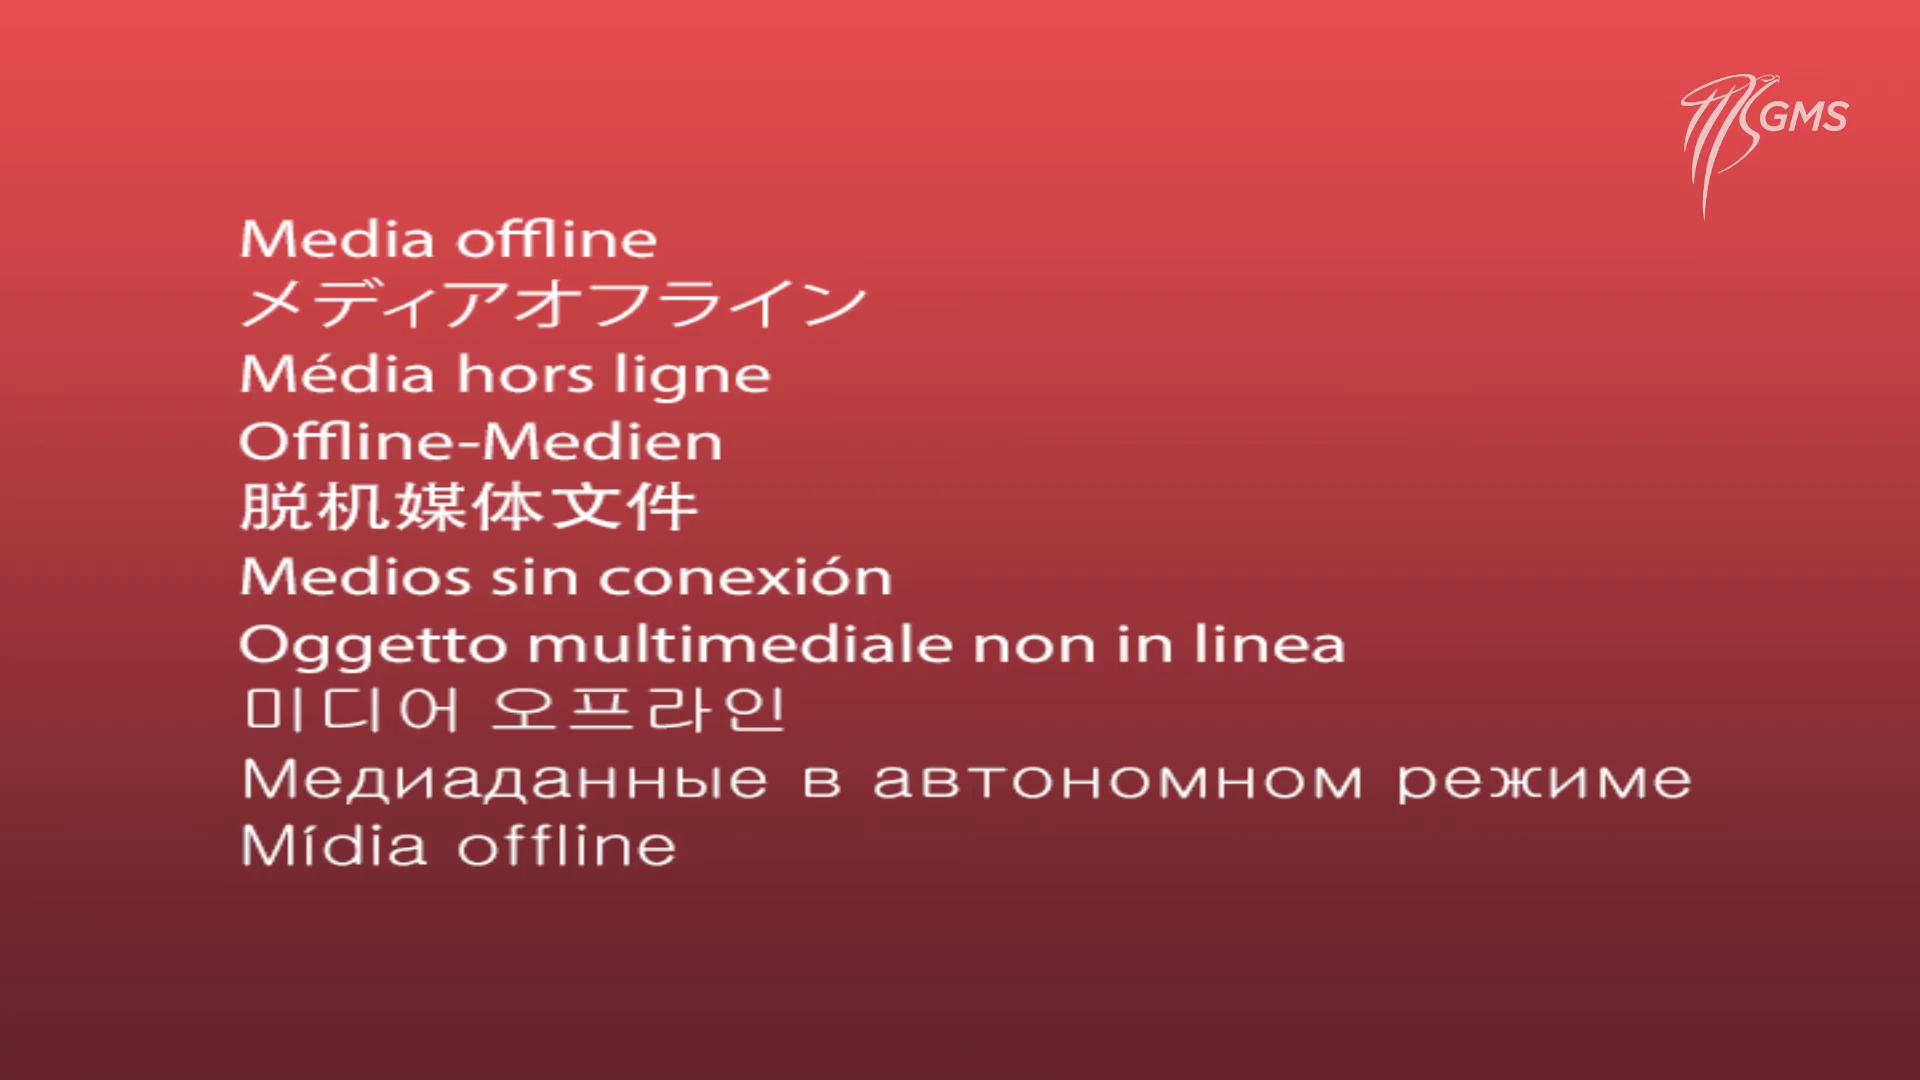 GMS
Media offline
メディアオフライン
Média hors ligne
Offline-Medien
脱机媒体文件
Medios sin conexión
Oggetto multimediale non in linea
미디어 오프라인
Медиаданные в автономном режиме
Mídia offline